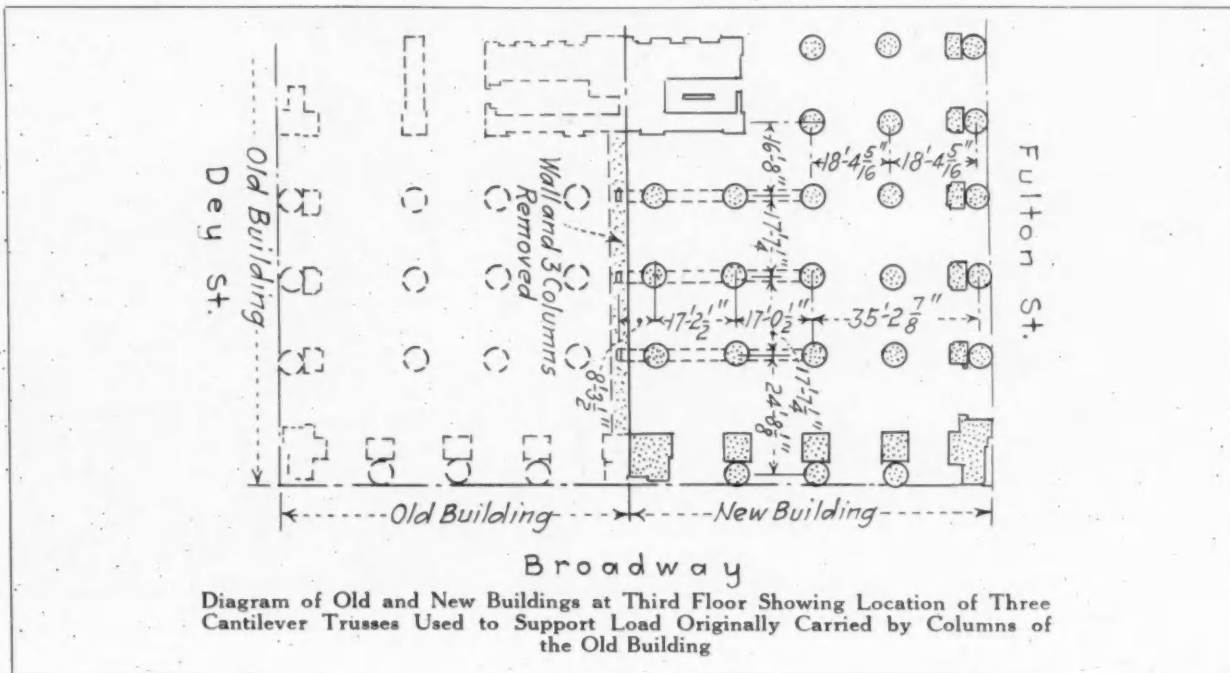 Dey St.
Old Building
Wall and 3 Columns
Removed
16'-8"
17'-7 1/4"
18'-4 5/16"
18'-4 5/16"
Fulton St.
17'-2 1/2"
17'-0 1/2"
35'-2 7/8"
8'-3 1/2"
17'-7 1/4"
24'-8 1/8"
Old Building
New Building
Broadway
Diagram of Old and New Buildings at Third Floor Showing Location of Three
Cantilever Trusses Used to Support Load Originally Carried by Columns of
the Old Building